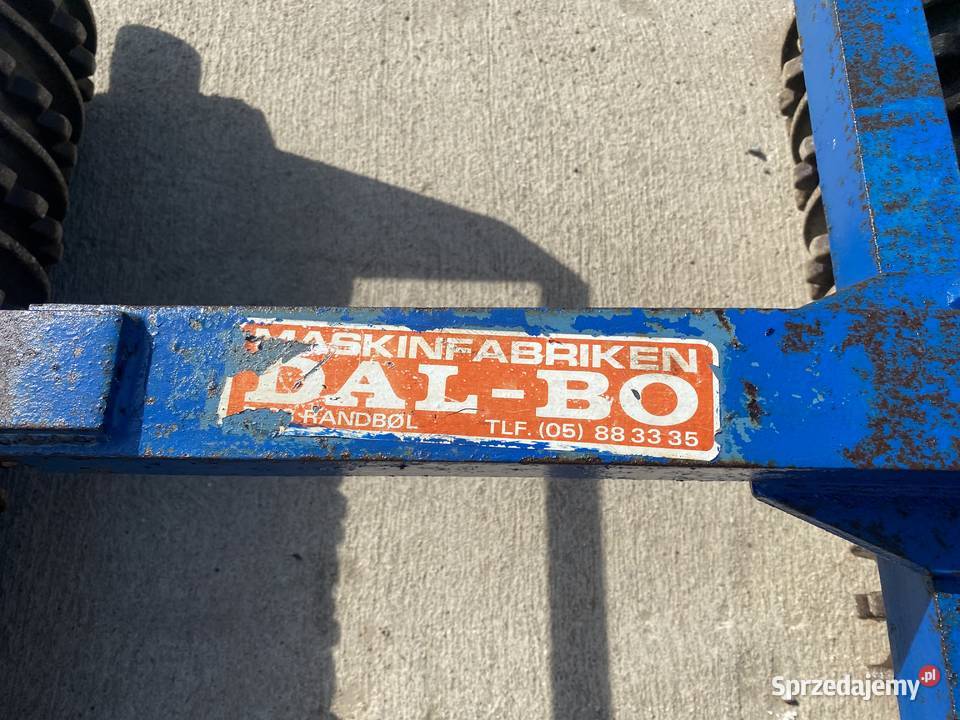 MASKINFABRIKEN
DAL-BO
RANDBØL TLF. (05) 88 33 35
Sprzedajemy.pl